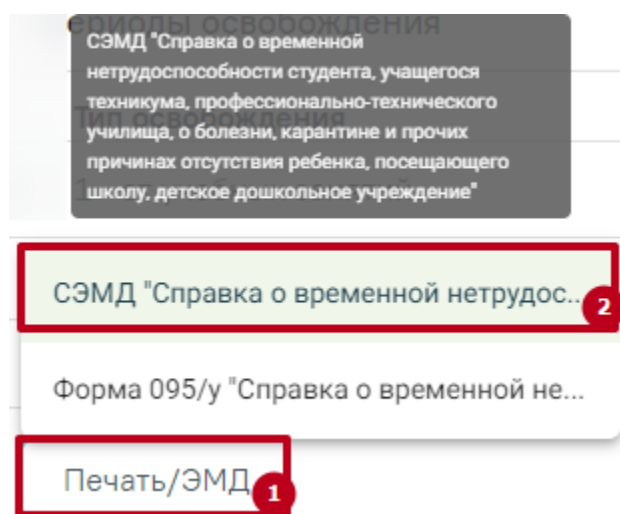 ериоды освобождения
СЭМД "Справка о временной
нетрудоспособности студента, учащегося
техникума, профессионально-технического
Тип освобождения
училища, о болезни, карантине и прочих
причинах отсутствия ребенка, посещающего
школу, детское дошкольное учреждение"
СЭМД "Справка о временной нетрудос...
2
Форма 095/у "Справка о временной не...
Печать/ЭМД
1